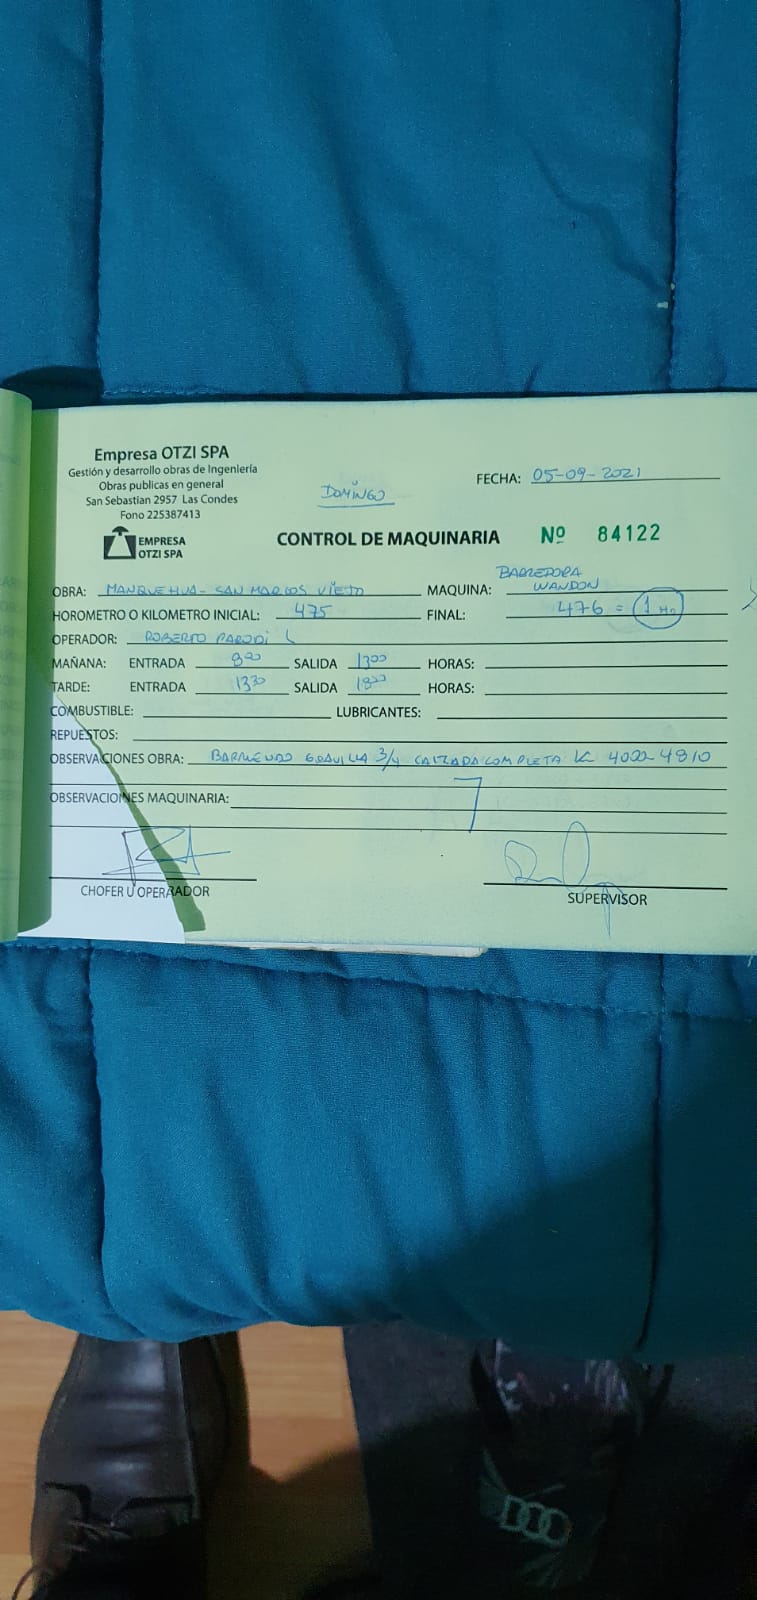 Empresa OTZI SPA
Gestión y desarrollo obras de Ingeniería
Obras publicas en general
San Sebastian 2957 Las Condes
Fono 225387413
EMPRESA
OTZI SPA
DOMINGO
FECHA: 05-09-2021
CONTROL DE MAQUINARIA Nº 84122
OBRA: MANQUEHUA - SAN MARCOS VIEJO MAQUINA: BARREDORA
WANDON
HOROMETRO O KILOMETRO INICIAL: 475 FINAL: 476 = 1 Hr
OPERADOR: ROBERTO PARODI L
MAÑANA: ENTRADA 8:00 SALIDA 13:00 HORAS:
TARDE: ENTRADA 13:30 SALIDA 18:00 HORAS:
COMBUSTIBLE: LUBRICANTES:
REPUESTOS:
OBSERVACIONES OBRA: BARRIENDO GRAVILLA 3/4 CALZADA COMPLETA 4022-4810
OBSERVACIONES MAQUINARIA:
CHOFER U OPERRADOR
SUPERVISOR